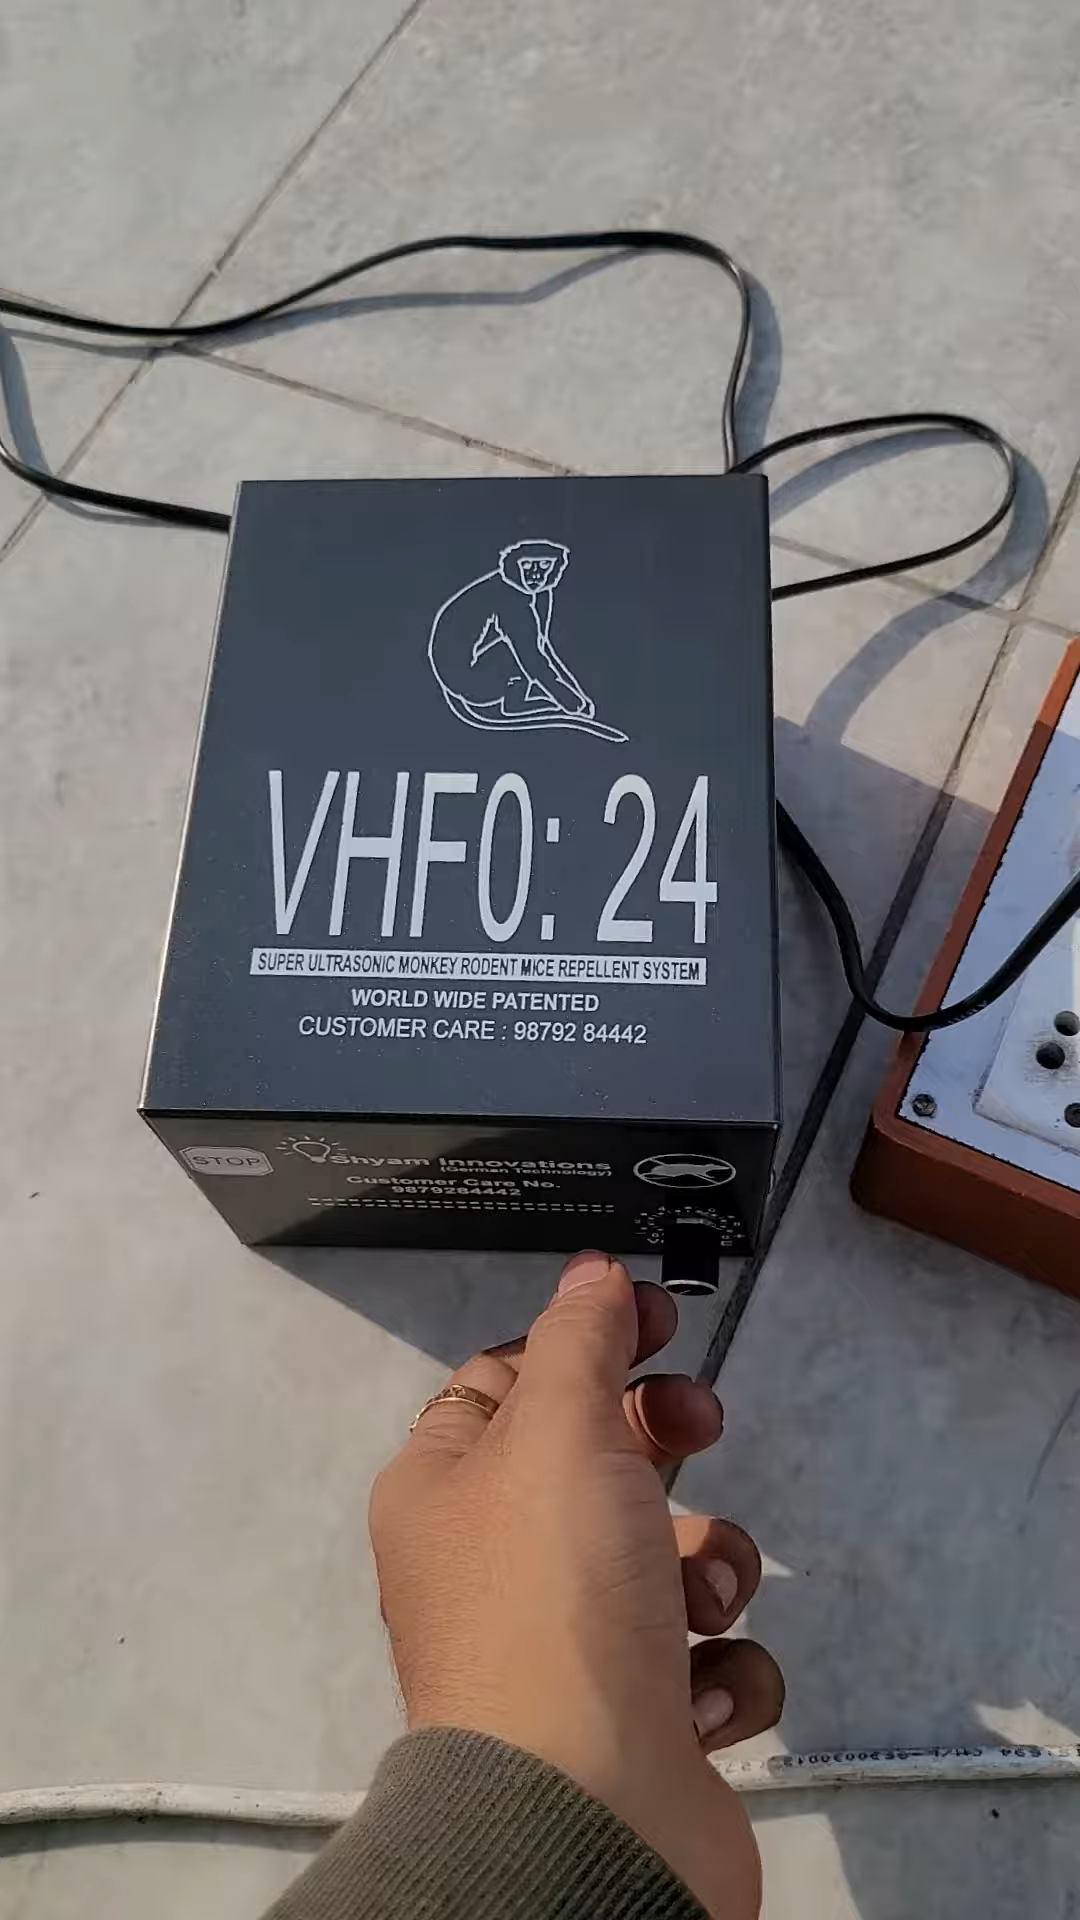 VHF0: 24
SUPER ULTRASONIC MONKEY RODENT MICE REPELLENT SYSTEM
WORLD WIDE PATENTED
CUSTOMER CARE : 98792 84442
STOP
Shyam Innovations
(German Technology)
Customer Care No.
9879284442